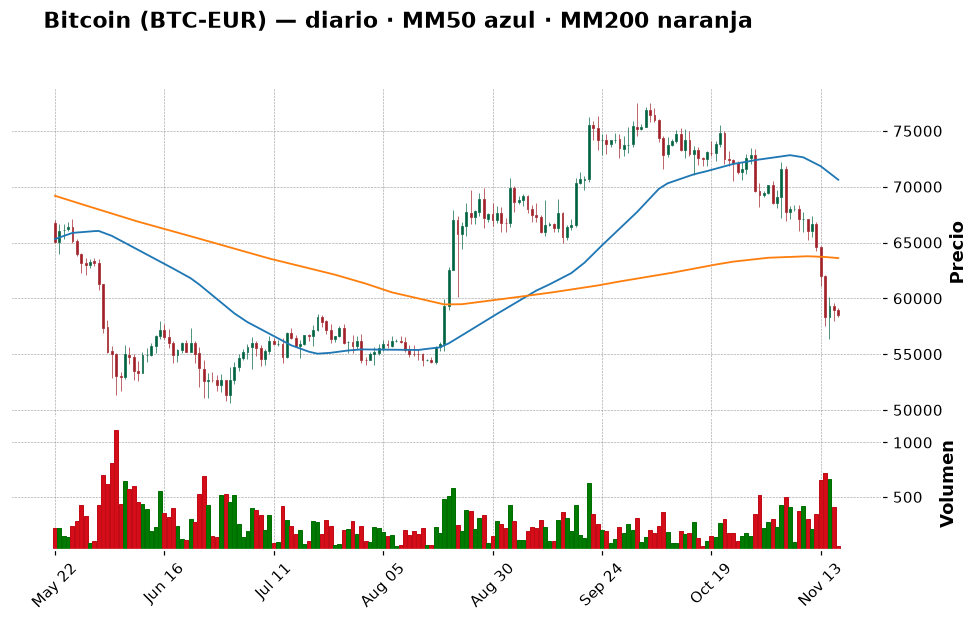 Bitcoin (BTC-EUR) — diario · MM50 azul · MM200 naranja
75000
70000
65000
60000
55000
50000
Precio
1000
500
Volumen
May 22
Jun 16
Jul 11
Aug 05
Aug 30
Sep 24
Oct 19
Nov 13